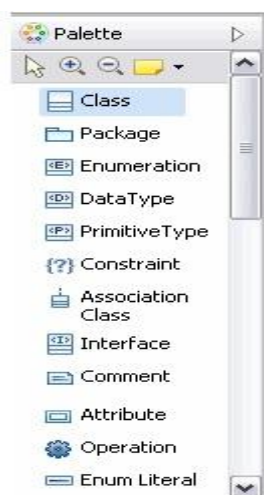 Palette
Class
Package
<E> Enumeration
<D> DataType
<P> PrimitiveType
{?} Constraint
Association
Class
<I> Interface
Comment
Attribute
Operation
Enum Literal